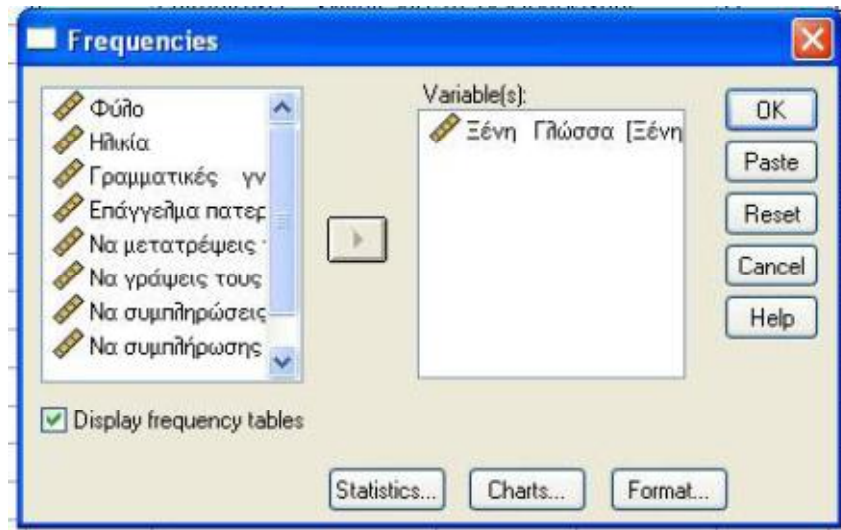 Frequencies
Φύλο
Ηλικία
Γραμματικές γν
Επάγγελμα πατερ
Να μετατρέψεις
Να γράψεις τους
Να συμπληρώσεις
Να συμπλήρωσης
Display frequency tables
Variable(s):
Ξένη Γλώσσα [Ξένη
OK
Paste
Reset
Cancel
Help
Statistics...
Charts...
Format...